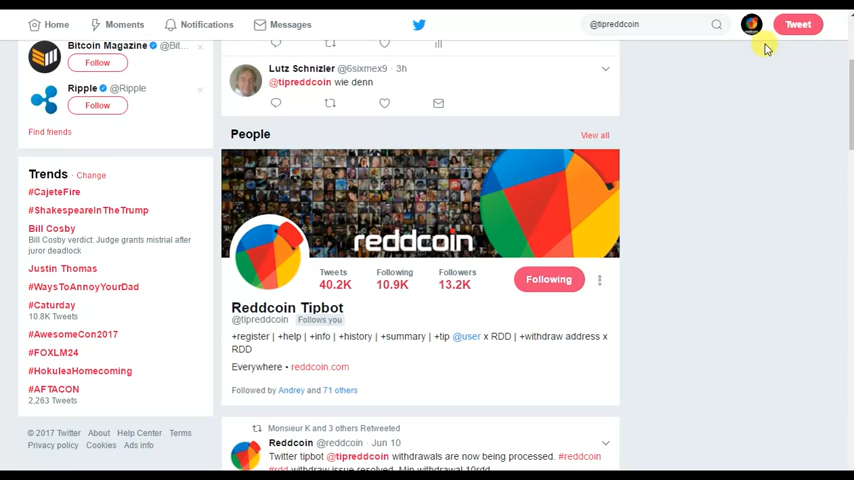 Home
Moments
Notifications
Messages
@tipreddcoin
Tweet
Bitcoin Magazine @Bit...
Follow
Ripple @Ripple
Follow
Find friends
Trends · Change
#CajeteFire
#ShakespeareInTheTrump
Bill Cosby
Bill Cosby verdict: Judge grants mistrial after
juror deadlock
Justin Thomas
#WaysToAnnoyYourDad
#Caturday
10.8K Tweets
#AwesomeCon2017
#FOXLM24
#HokuleaHomecoming
#AFTACON
2,263 Tweets
© 2017 Twitter About Help Center Terms
Privacy policy Cookies Ads info
Lutz Schnizler @6sixmex9 · 3h
@tipreddcoin wie denn
People
View all
reddcoin
Tweets Following Followers
40.2K 10.9K 13.2K
Following
Reddcoin Tipbot
@tipreddcoin Follows you
+register | +help | +info | +history | +summary | +tip @user x RDD | +withdraw address x
RDD
Everywhere • reddcoin.com
Followed by Andrey and 71 others
Monsieur K and 3 others Retweeted
Reddcoin @reddcoin · Jun 10
Twitter tipbot @tipreddcoin withdrawals are now being processed. #reddcoin
#rdd withdraw issue resolved. Min withdrawal 10rdd